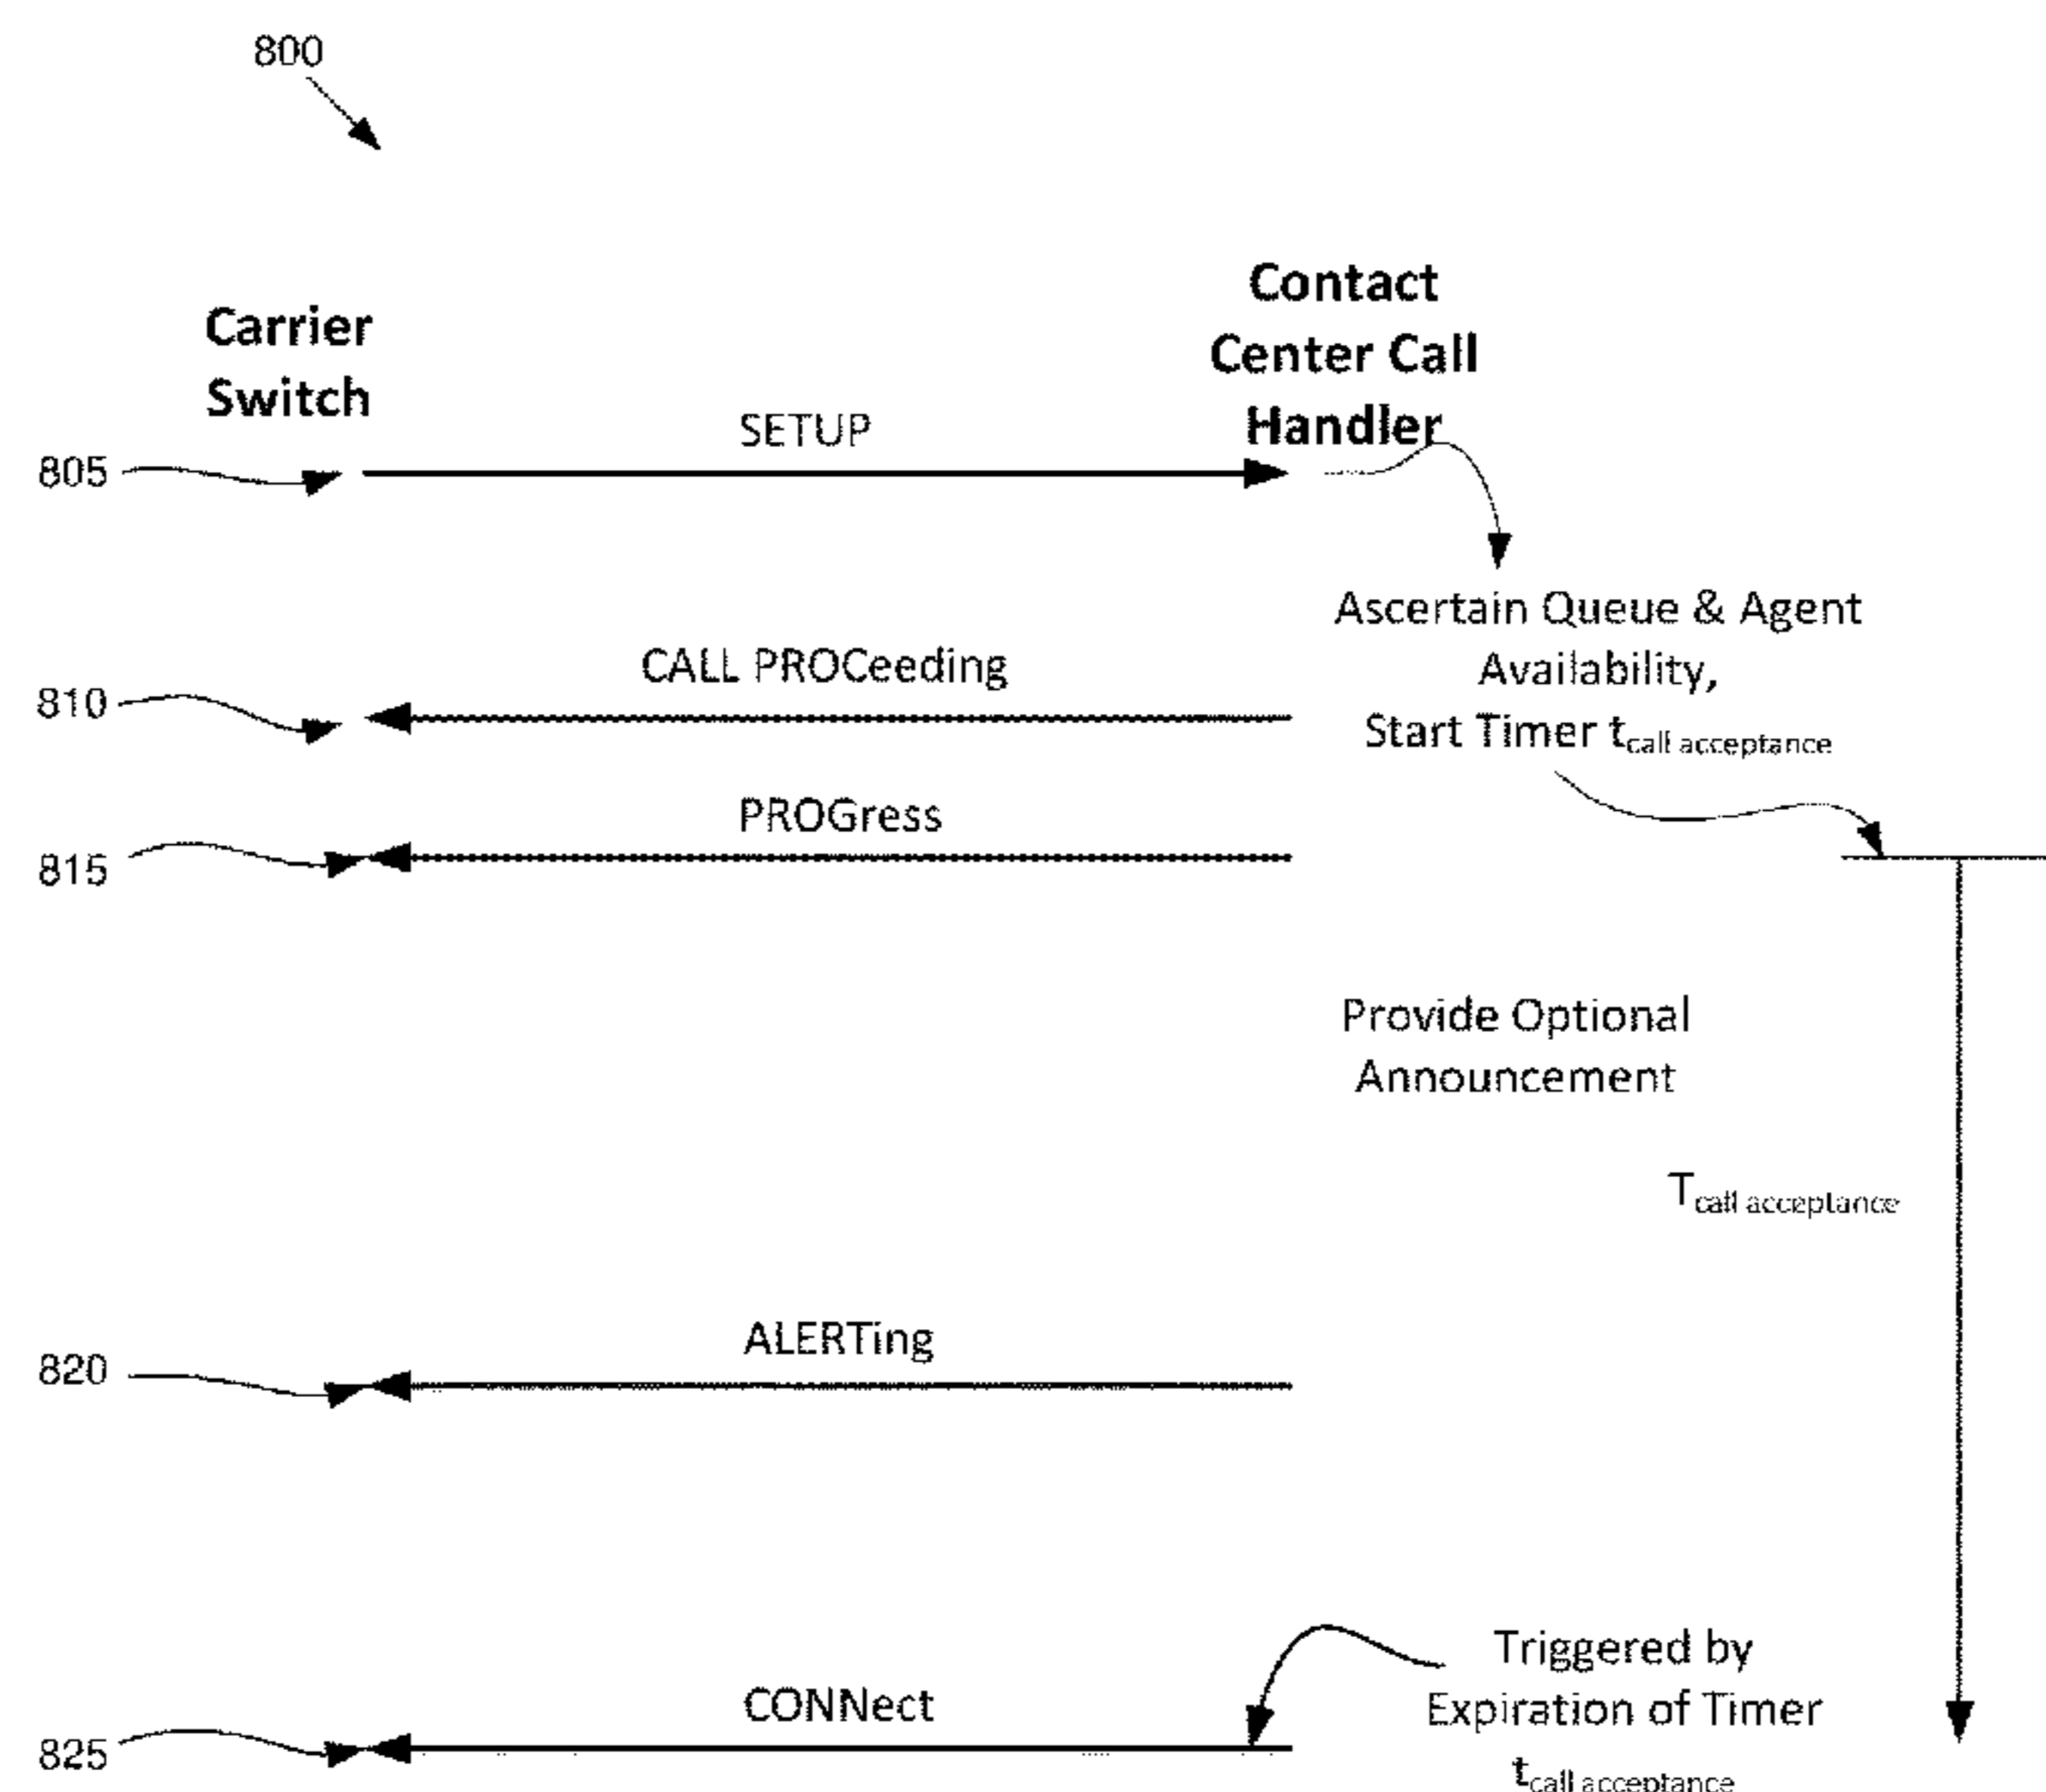 800
Carrier
Switch
Contact
Center Call
Handler
SETUP
805
Ascertain Queue & Agent
Availability,
Start Timer tcall acceptance
CALL PROCeeding
810
PROGress
815
Provide Optional
Announcement
Tcall acceptance
ALERTing
820
Triggered by
Expiration of Timer
tcall acceptance
CONNect
825